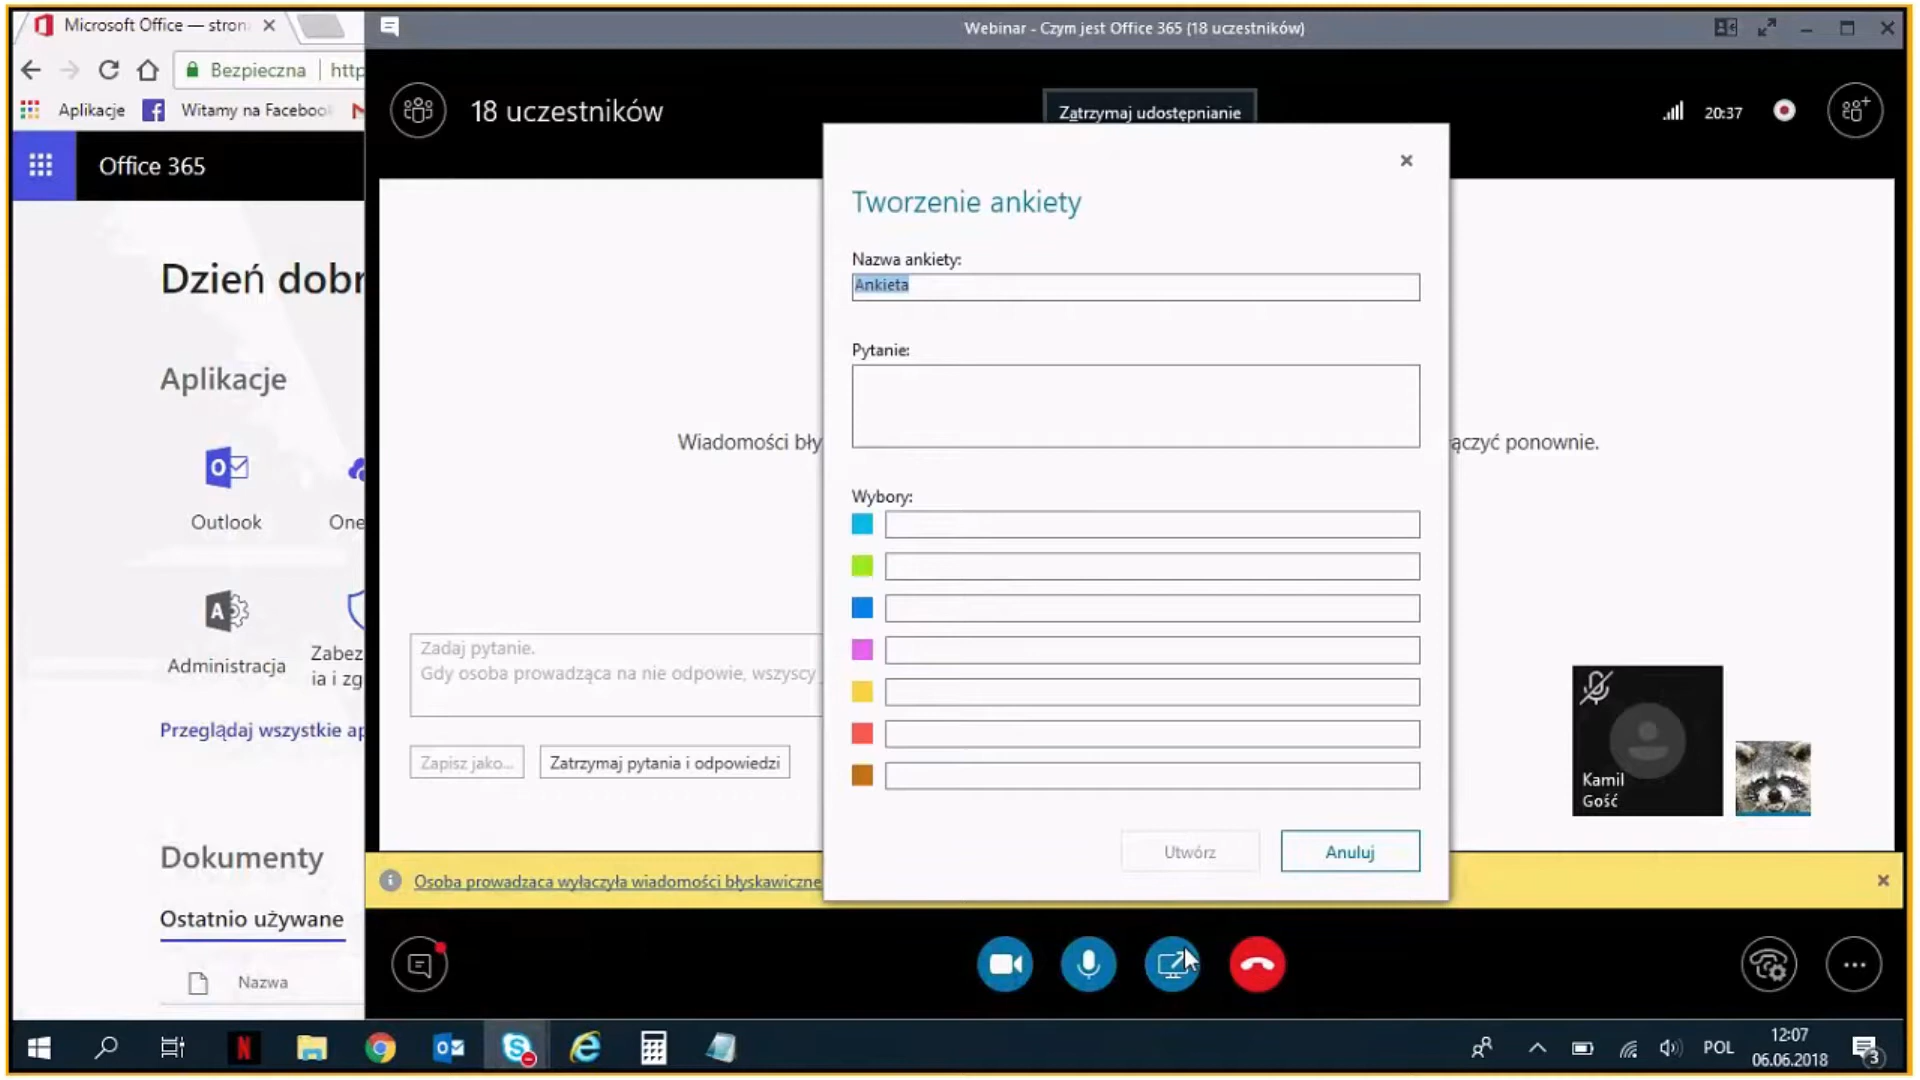 Microsoft Office — stron
Webinar - Czym jest Office 365 (18 uczestników)
Bezpieczna
http
Aplikacje
Witamy na Facebook
18 uczestników
Zatrzymaj udostępnianie
20:37
Office 365
Dzień dobr
Aplikacje
Outlook
One
Administracja
Zabez
ia i zg
Przeglądaj wszystkie ap
Dokumenty
Ostatnio używane
Nazwa
Wiadomości bły
ączyć ponownie.
Zadaj pytanie.
Gdy osoba prowadząca na nie odpowie, wszyscy
Zapisz jako...
Zatrzymaj pytania i odpowiedzi
Tworzenie ankiety
Nazwa ankiety:
Ankieta
Pytanie:
Wybory:
Utwórz
Anuluj
Kamil
Gość
Osoba prowadząca wyłączyła wiadomości błyskawiczne
POL
12:07
06.06.2018
3